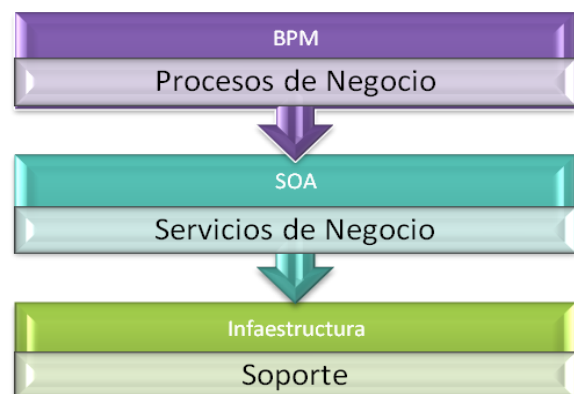 BPM
Procesos de Negocio
SOA
Servicios de Negocio
Infaestructura
Soporte